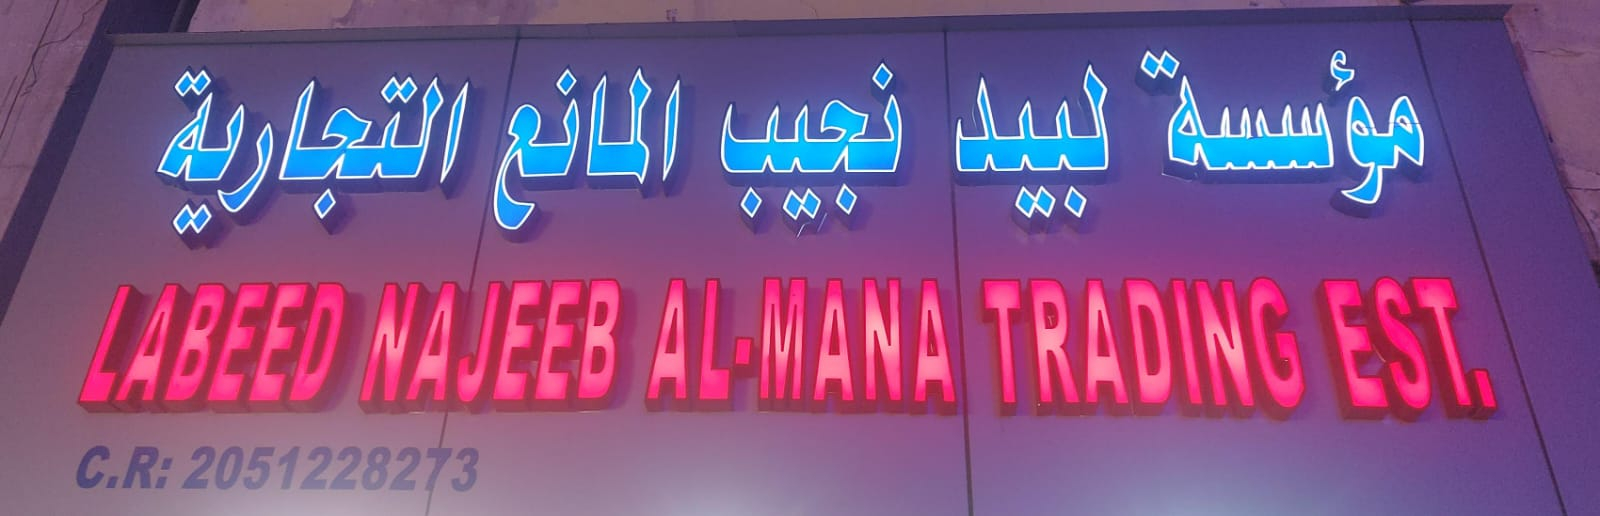 مؤسسة لبيد نجيب المانع التجارية
LABEED NAJEEB AL-MANA TRADING EST.
C.R: 2051228273